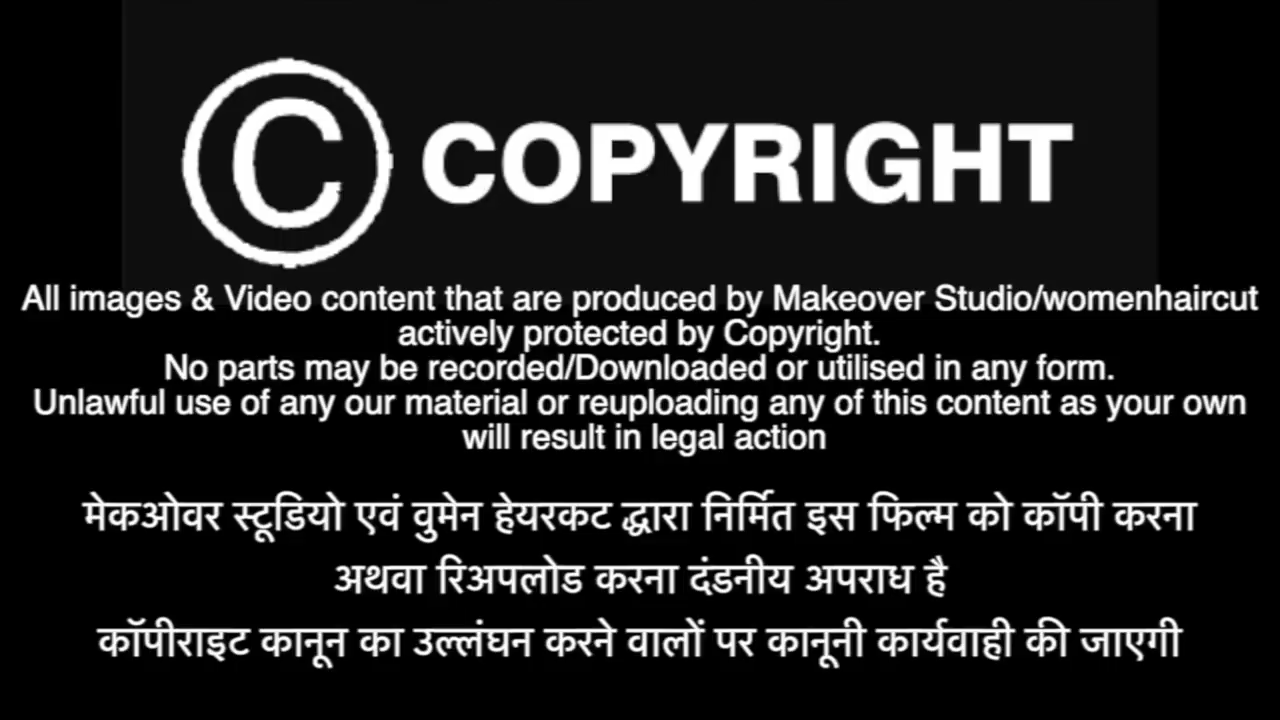 © COPYRIGHT
All images & Video content that are produced by Makeover Studio/womenhaircut
actively protected by Copyright.
No parts may be recorded/Downloaded or utilised in any form.
Unlawful use of any our material or reuploading any of this content as your own
will result in legal action
मेकओवर स्टूडियो एवं वुमेन हेयरकट द्धारा निर्मित इस फिल्म को कॉपी करना
अथवा रिअपलोड करना दंडनीय अपराध है
कॉपीराइट कानून का उल्लंघन करने वालों पर कानूनी कार्यवाही की जाएगी